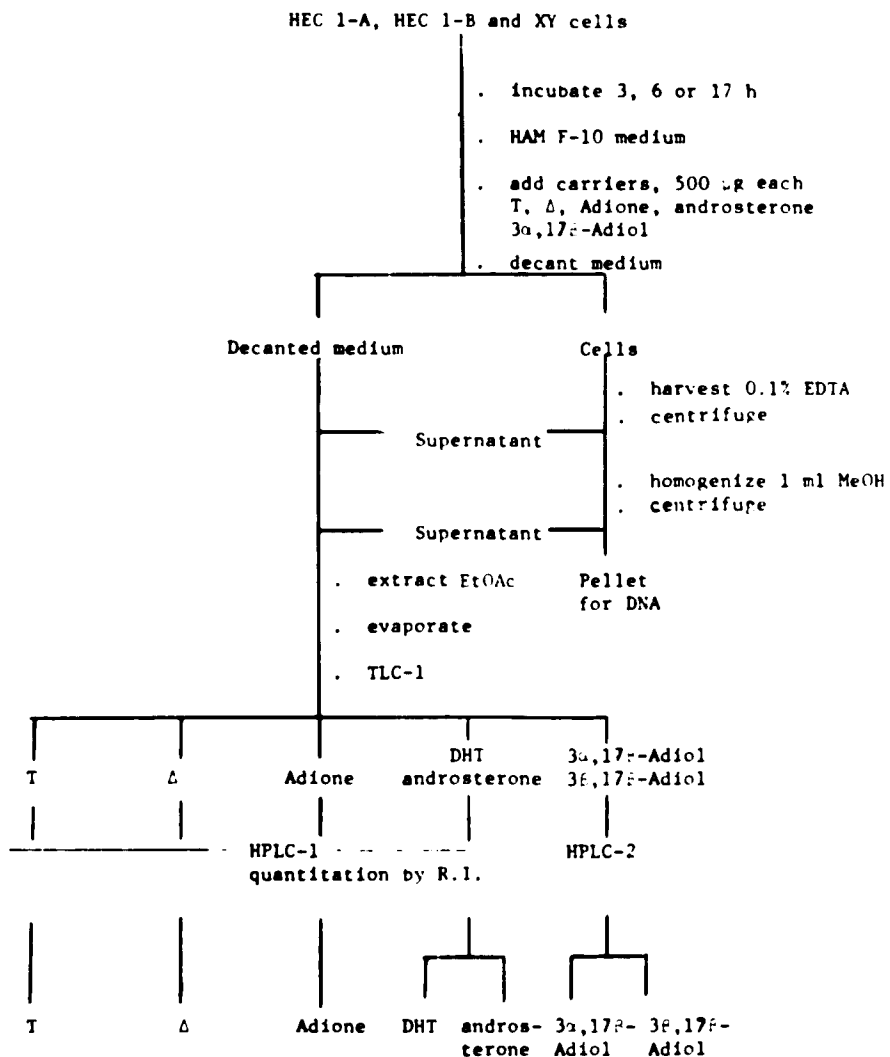 HEC 1-A, HEC 1-B and XY cells
. incubate 3, 6 or 17 h
. HAM F-10 medium
. add carriers, 500 µg each
T, Δ, Adione, androsterone
3α,17β-Adiol
. decant medium
Decanted medium
Cells
. harvest 0.1% EDTA
. centrifuge
Supernatant
. homogenize 1 ml MeOH
. centrifuge
Supernatant
. extract EtOAc
. evaporate
. TLC-1
Pellet
for DNA
T
Δ
Adione
DHT
androsterone
3α,17β-Adiol
3β,17β-Adiol
HPLC-1
quantitation by R.I.
HPLC-2
T
Δ
Adione
DHT
andros-
terone
3α,17β-
Adiol
3β,17β-
Adiol